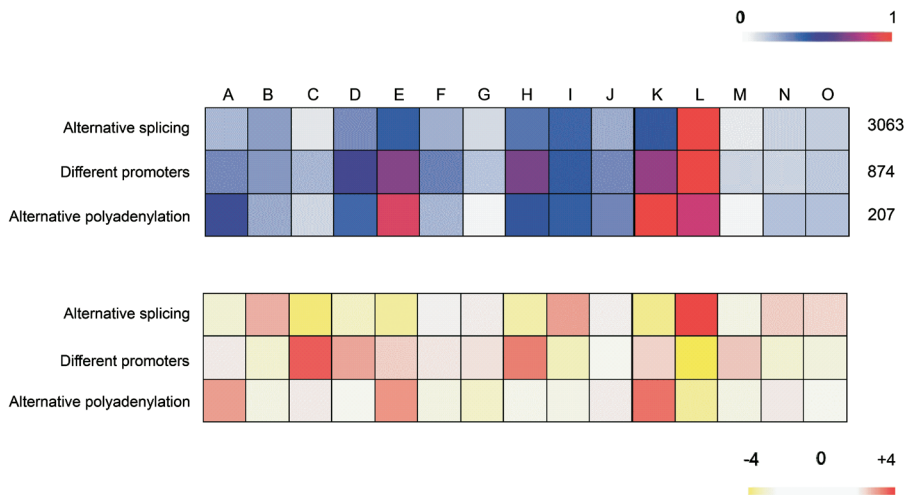 0 1
A B C D E F G H I J K L M N O
Alternative splicing 3063
Different promoters 874
Alternative polyadenylation 207
Alternative splicing
Different promoters
Alternative polyadenylation
-4 0 +4